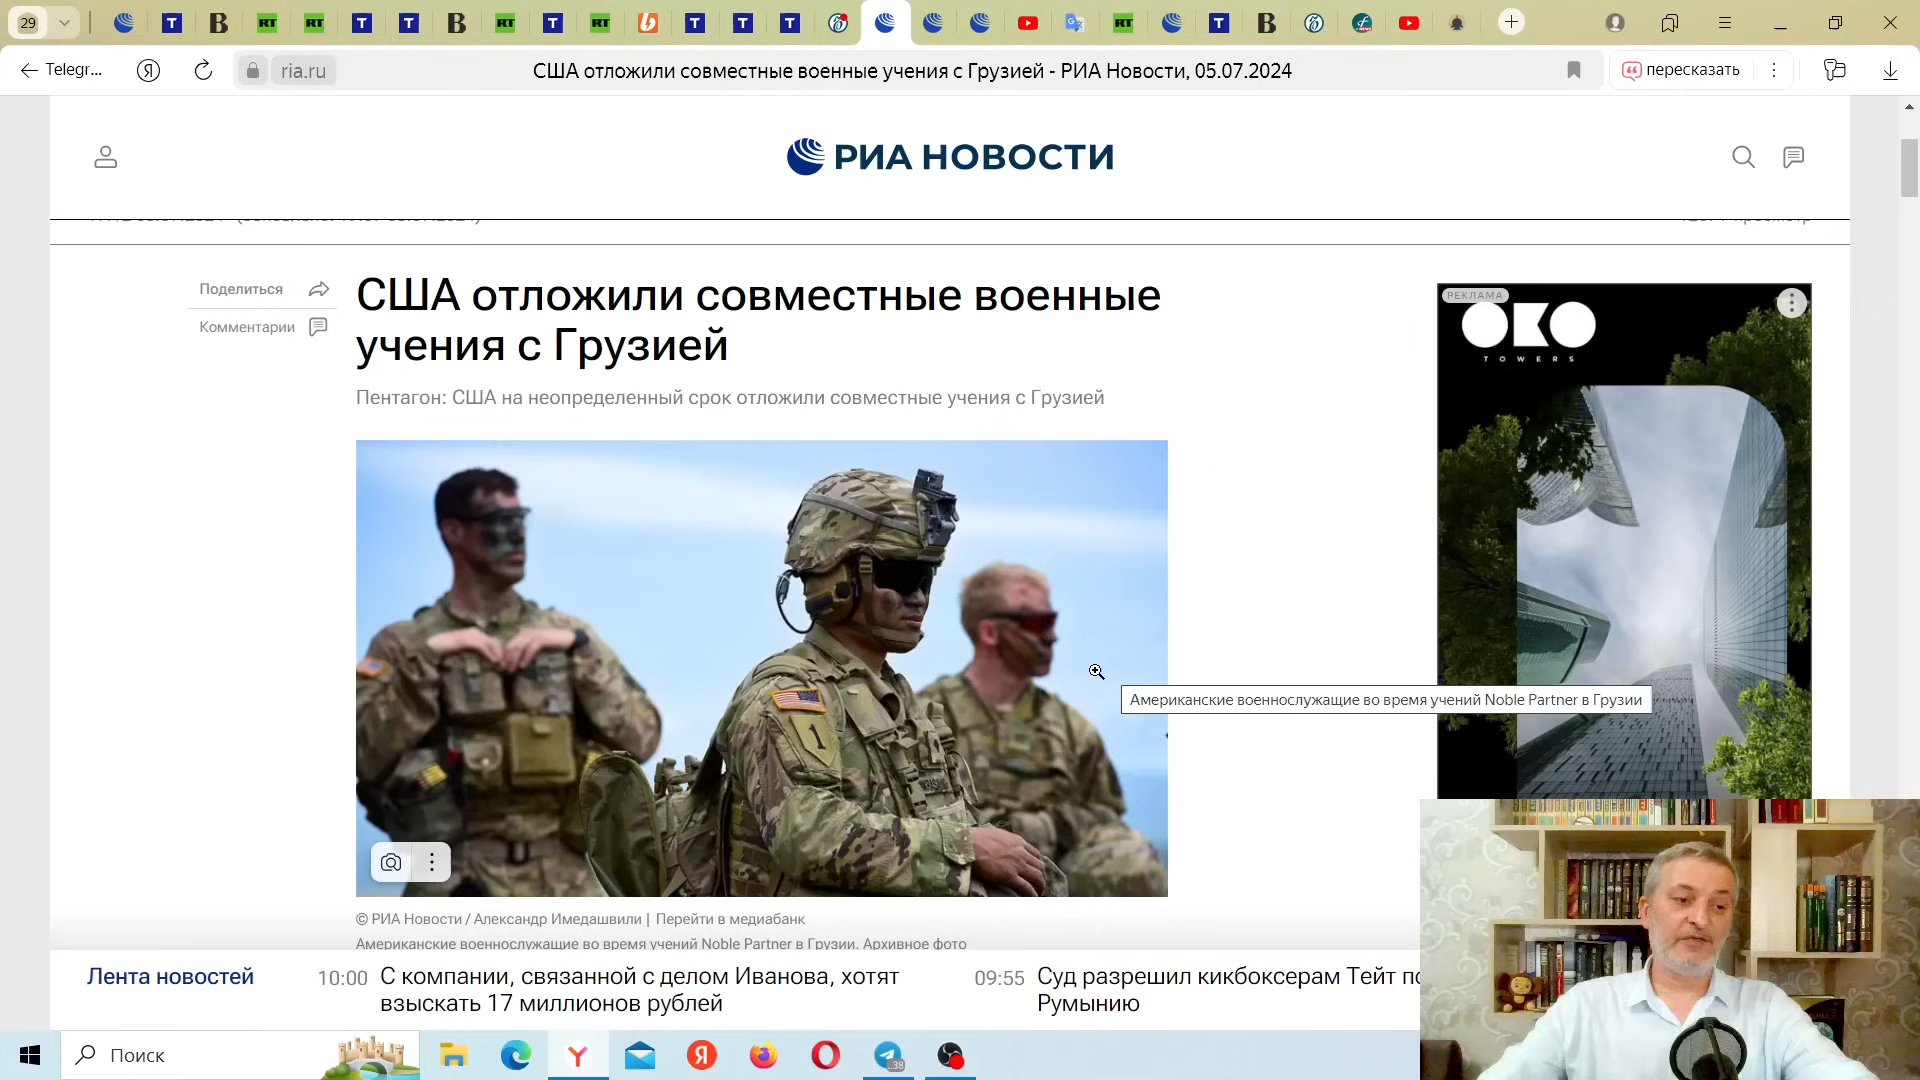 29
Telegr...
ria.ru
США отложили совместные военные учения с Грузией - РИА Новости, 05.07.2024
пересказать
РИА НОВОСТИ
Поделиться
Комментарии
США отложили совместные военные
учения с Грузией
Пентагон: США на неопределенный срок отложили совместные учения с Грузией
РЕКЛАМА
ОКО
TOWERS
Американские военнослужащие во время учений Noble Partner в Грузии
© РИА Новости / Александр Имедашвили | Перейти в медиабанк
Американские военнослужащие во время учений Noble Partner в Грузии. Архивное фото
Лента новостей
10:00 С компании, связанной с делом Иванова, хотят
взыскать 17 миллионов рублей
09:55 Суд разрешил кикбоксерам Тейт
Румынию
Поиск